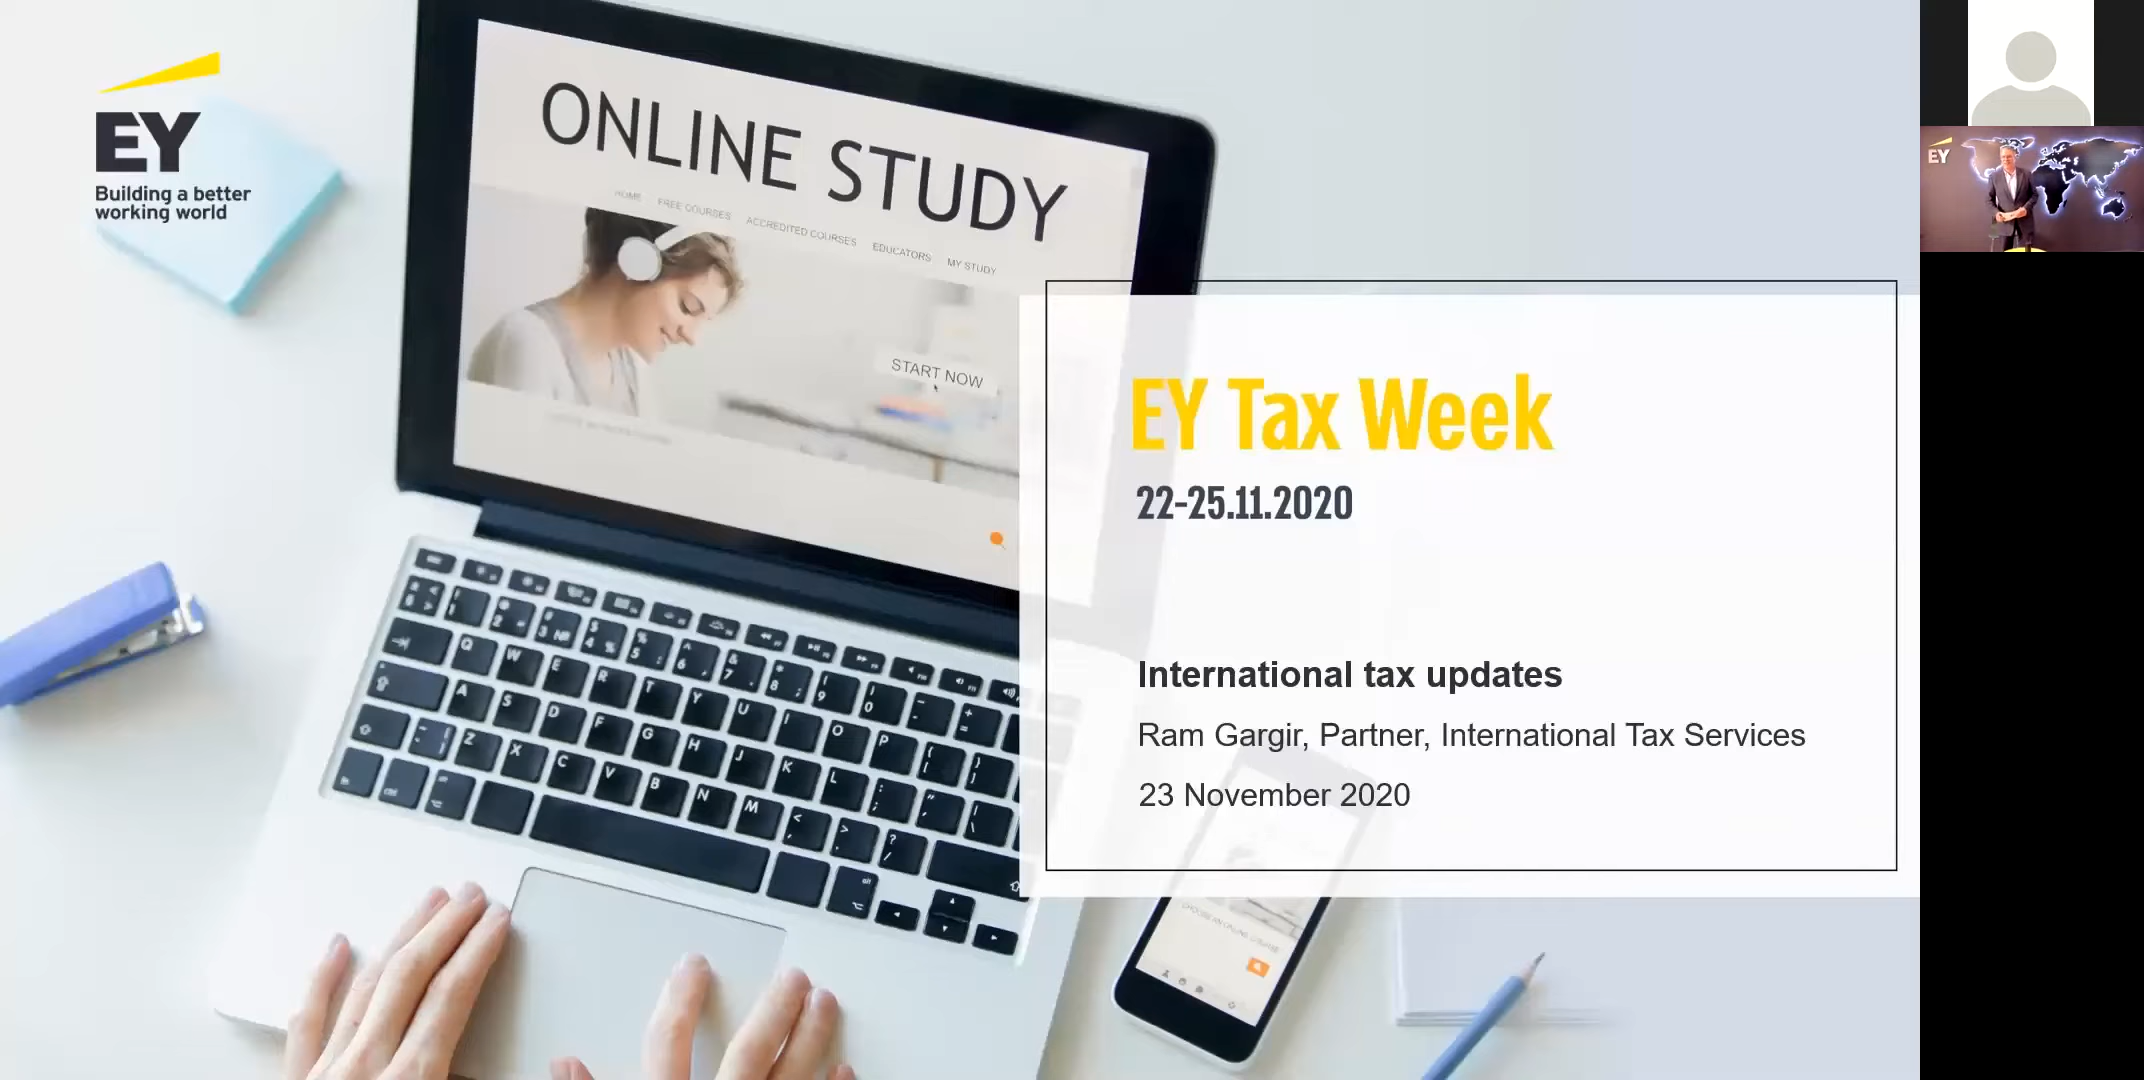 EY
Building a better
working world
ONLINE STUDY
HOME FREE COURSES ACCREDITED COURSES EDUCATORS MY STUDY
START NOW
EY Tax Week
22-25.11.2020
International tax updates
Ram Gargir, Partner, International Tax Services
23 November 2020
EY
Q W E R T Y U I O P
A S D F G H J K L
Z X C V B N M